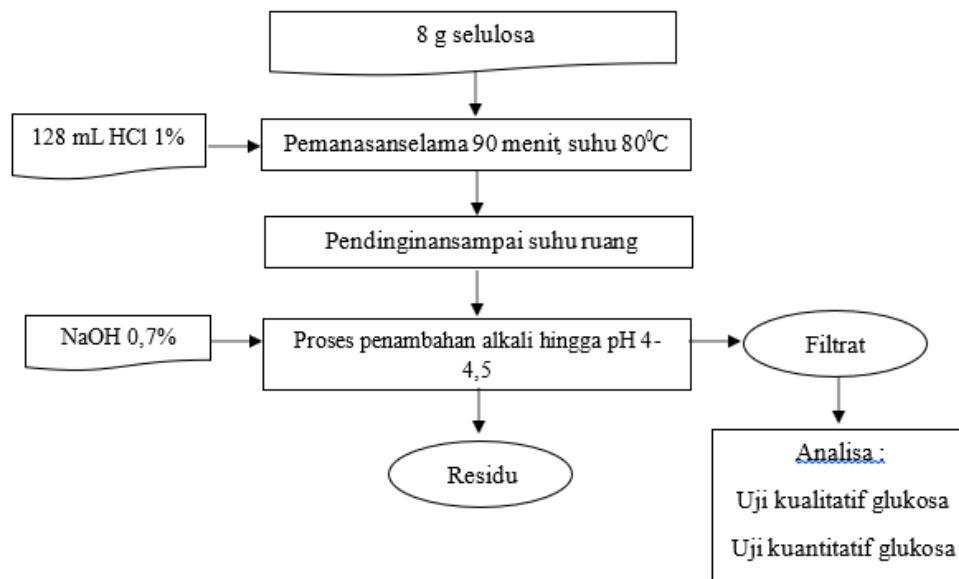 8 g selulosa
128 mL HCl 1%
Pemanasanselama 90 menit, suhu 80⁰C
Pendinginansampai suhu ruang
NaOH 0,7%
Proses penambahan alkali hingga pH 4-
4,5
Filtrat
Residu
Analisa :
Uji kualitatif glukosa
Uji kuantitatif glukosa